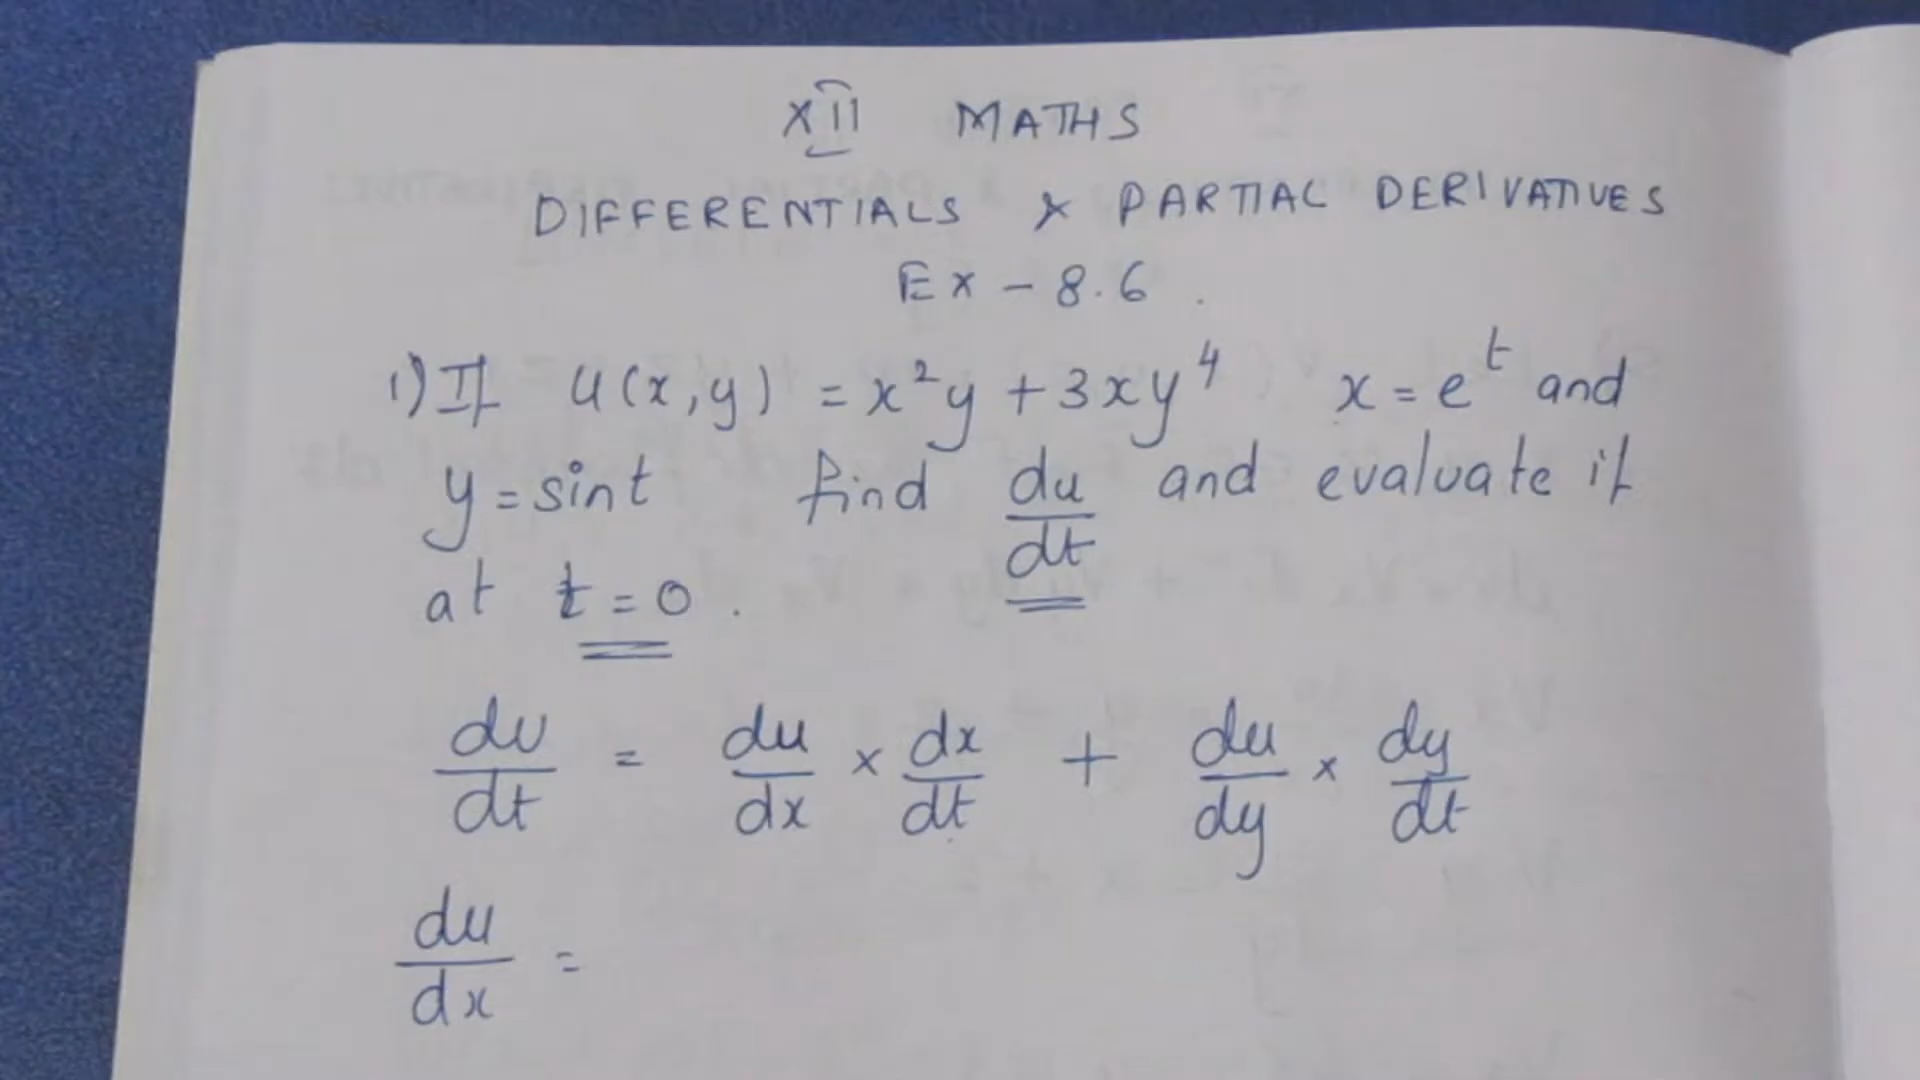 XII MATHS
DIFFERENTIALS & PARTIAL DERIVATIVES
Ex - 8.6
1) If u(x,y) = x²y + 3xy⁴ x = e^t and
y = sint find du/dt and evaluate it
at t = 0.
du/dt = du/dx × dx/dt + du/dy × dy/dt
du/dx =